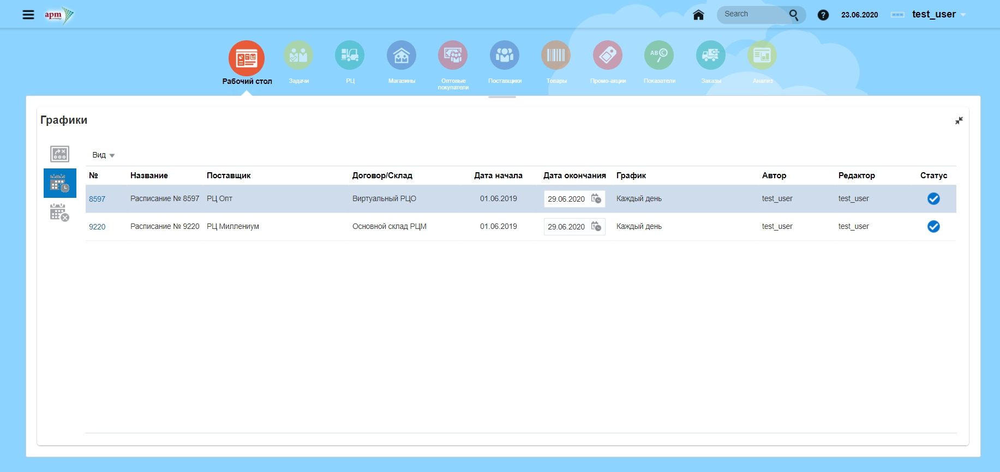 арт
Search
23.06.2020
test_user
Рабочий стол
Задачи
РЦ
Магазины
Оптовые
покупатели
Поставщики
Товары
Промо-акции
АВС
Показатели
Заказы
Анализ
Графики
Вид
№ Название Поставщик Договор/Склад Дата начала Дата окончания График Автор Редактор Статус
8597 Расписание № 8597 РЦ Опт Виртуальный РЦО 01.06.2019 29.06.2020 Каждый день test_user test_user
9220 Расписание № 9220 РЦ Миллениум Основной склад РЦМ 01.06.2019 29.06.2020 Каждый день test_user test_user